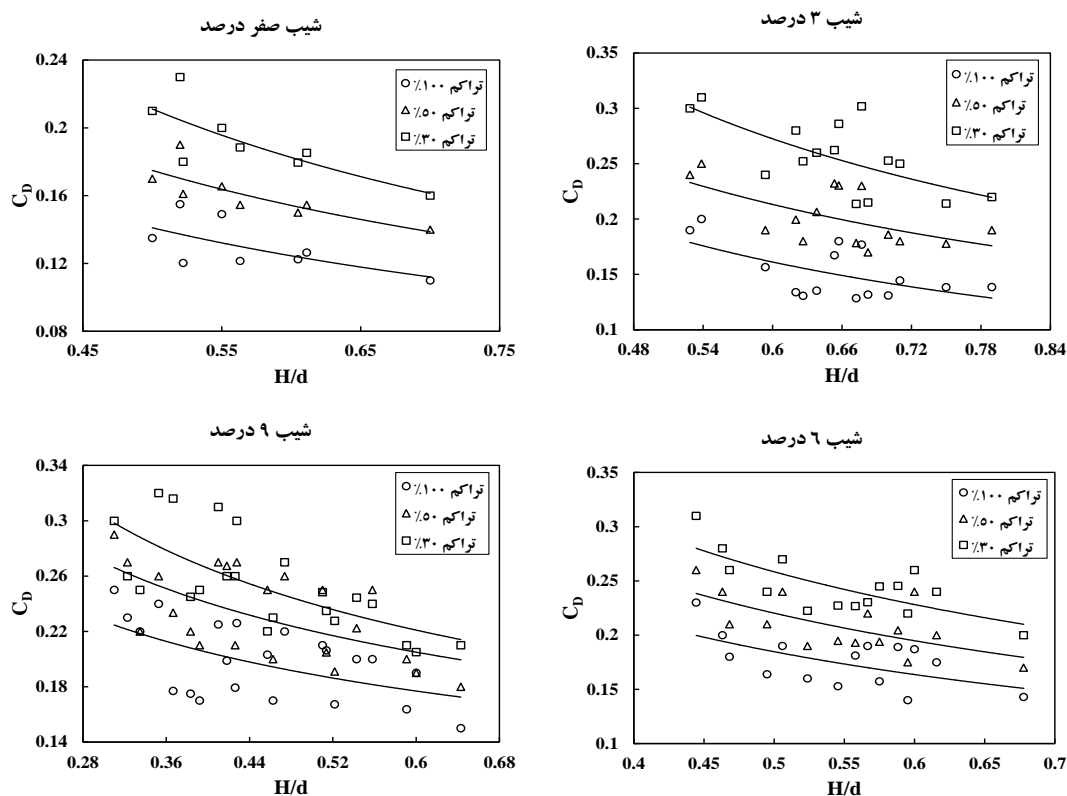 شیب صفر درصد
تراکم ۱۰۰٪
تراکم ۵۰٪
تراکم ۳۰٪
0.24
0.2
0.16
0.12
0.08
C_D
0.45
0.55
0.65
0.75
H/d
شیب ۳ درصد
تراکم ۱۰۰٪
تراکم ۵۰٪
تراکم ۳۰٪
0.35
0.3
0.25
0.2
0.15
0.1
C_D
0.48
0.54
0.6
0.66
0.72
0.78
0.84
H/d
شیب ۹ درصد
تراکم ۱۰۰٪
تراکم ۵۰٪
تراکم ۳۰٪
0.34
0.3
0.26
0.22
0.18
0.14
C_D
0.28
0.36
0.44
0.52
0.6
0.68
H/d
شیب ٦ درصد
تراکم ۱۰۰٪
تراکم ۵۰٪
تراکم ۳۰٪
0.35
0.3
0.25
0.2
0.15
0.1
C_D
0.4
0.45
0.5
0.55
0.6
0.65
0.7
H/d